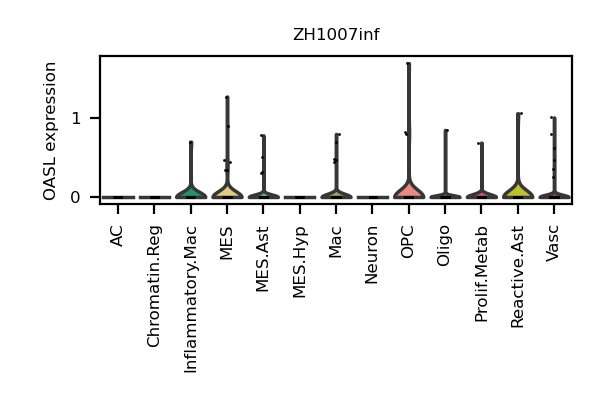 ZH1007inf
OASL expression
1
0
AC
Chromatin.Reg
Inflammatory.Mac
MES
MES.Ast
MES.Hyp
Mac
Neuron
OPC
Oligo
Prolif.Metab
Reactive.Ast
Vasc